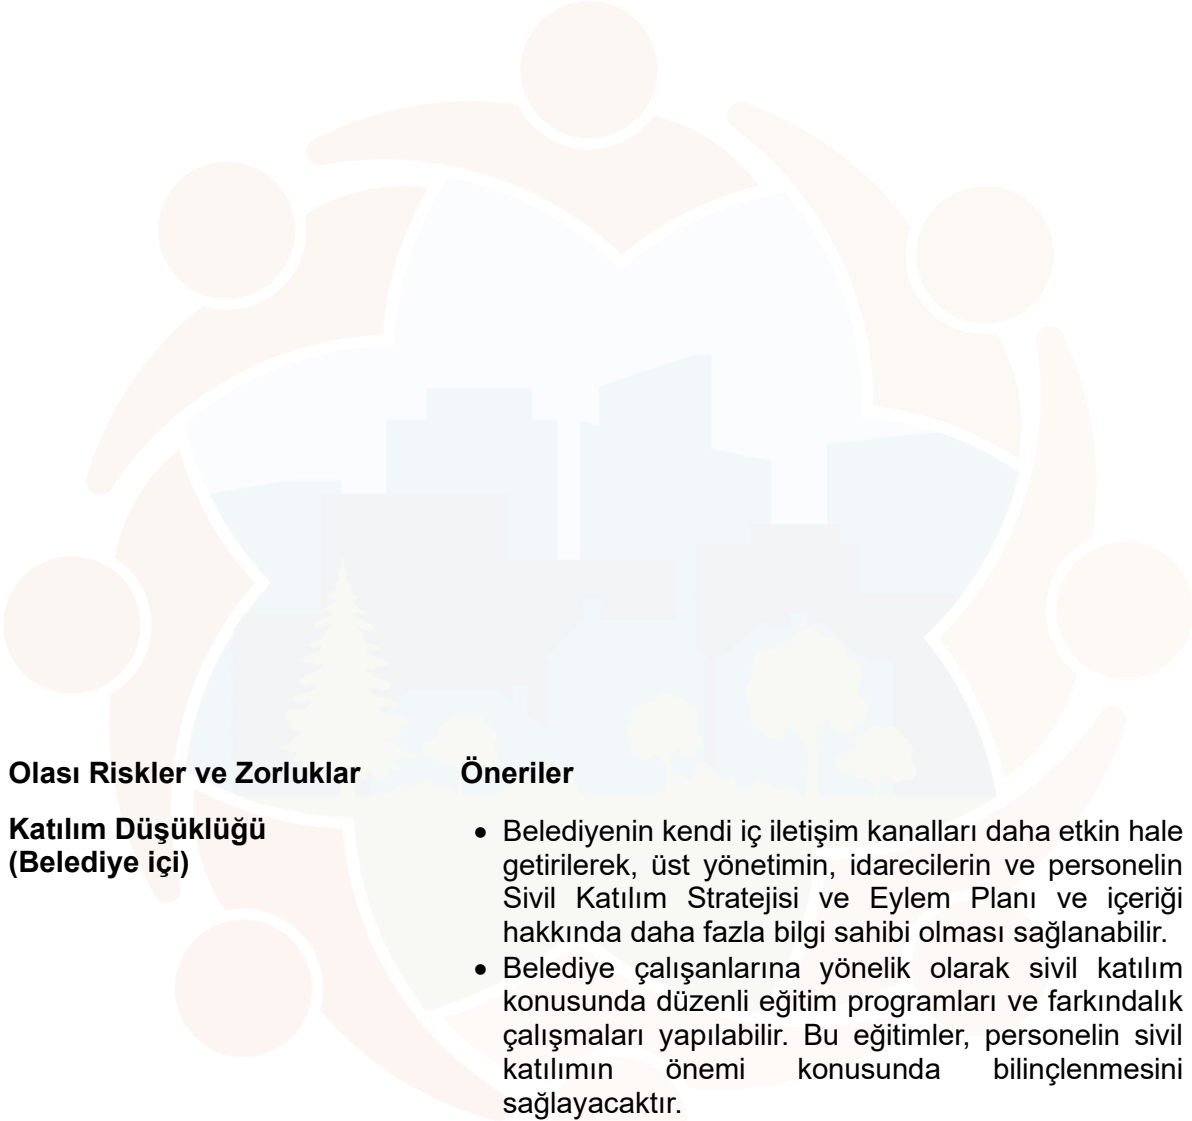 Olası Riskler ve Zorluklar
Öneriler
Katılım Düşüklüğü
(Belediye içi)
• Belediyenin kendi iç iletişim kanalları daha etkin hale
getirilerek, üst yönetimin, idarecilerin ve personelin
Sivil Katılım Stratejisi ve Eylem Planı ve içeriği
hakkında daha fazla bilgi sahibi olması sağlanabilir.
• Belediye çalışanlarına yönelik olarak sivil katılım
konusunda düzenli eğitim programları ve farkındalık
çalışmaları yapılabilir. Bu eğitimler, personelin sivil
katılımın önemi konusunda bilinçlenmesini
sağlayacaktır.